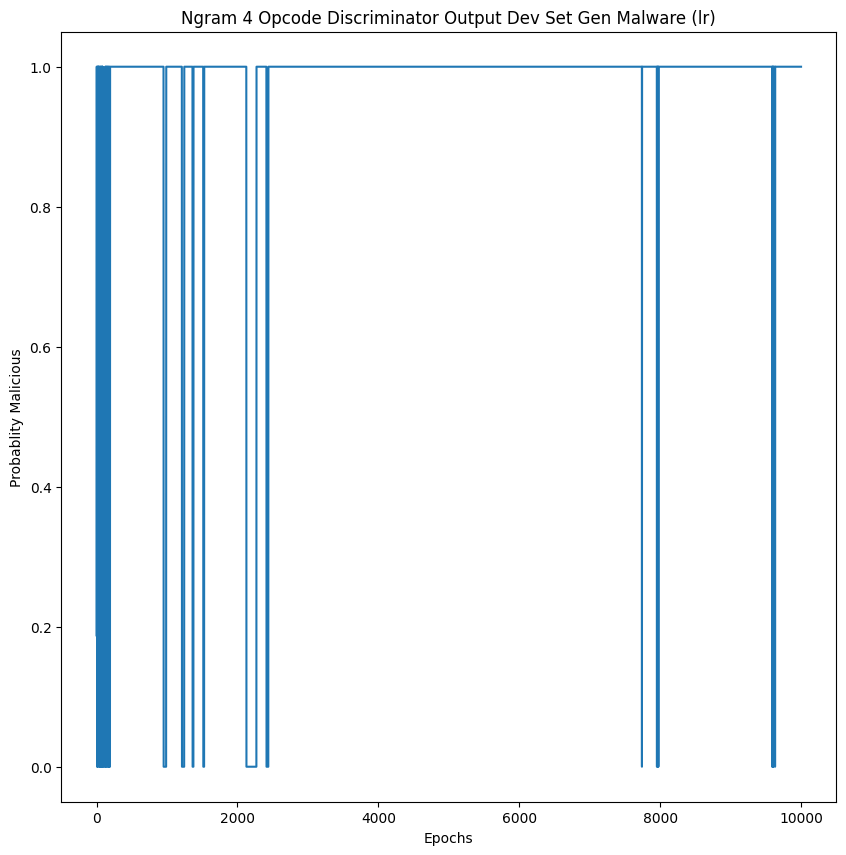 Ngram 4 Opcode Discriminator Output Dev Set Gen Malware (lr)
1.0
0.8
0.6
0.4
0.2
0.0
Probablity Malicious
0 2000 4000 6000 8000 10000
Epochs